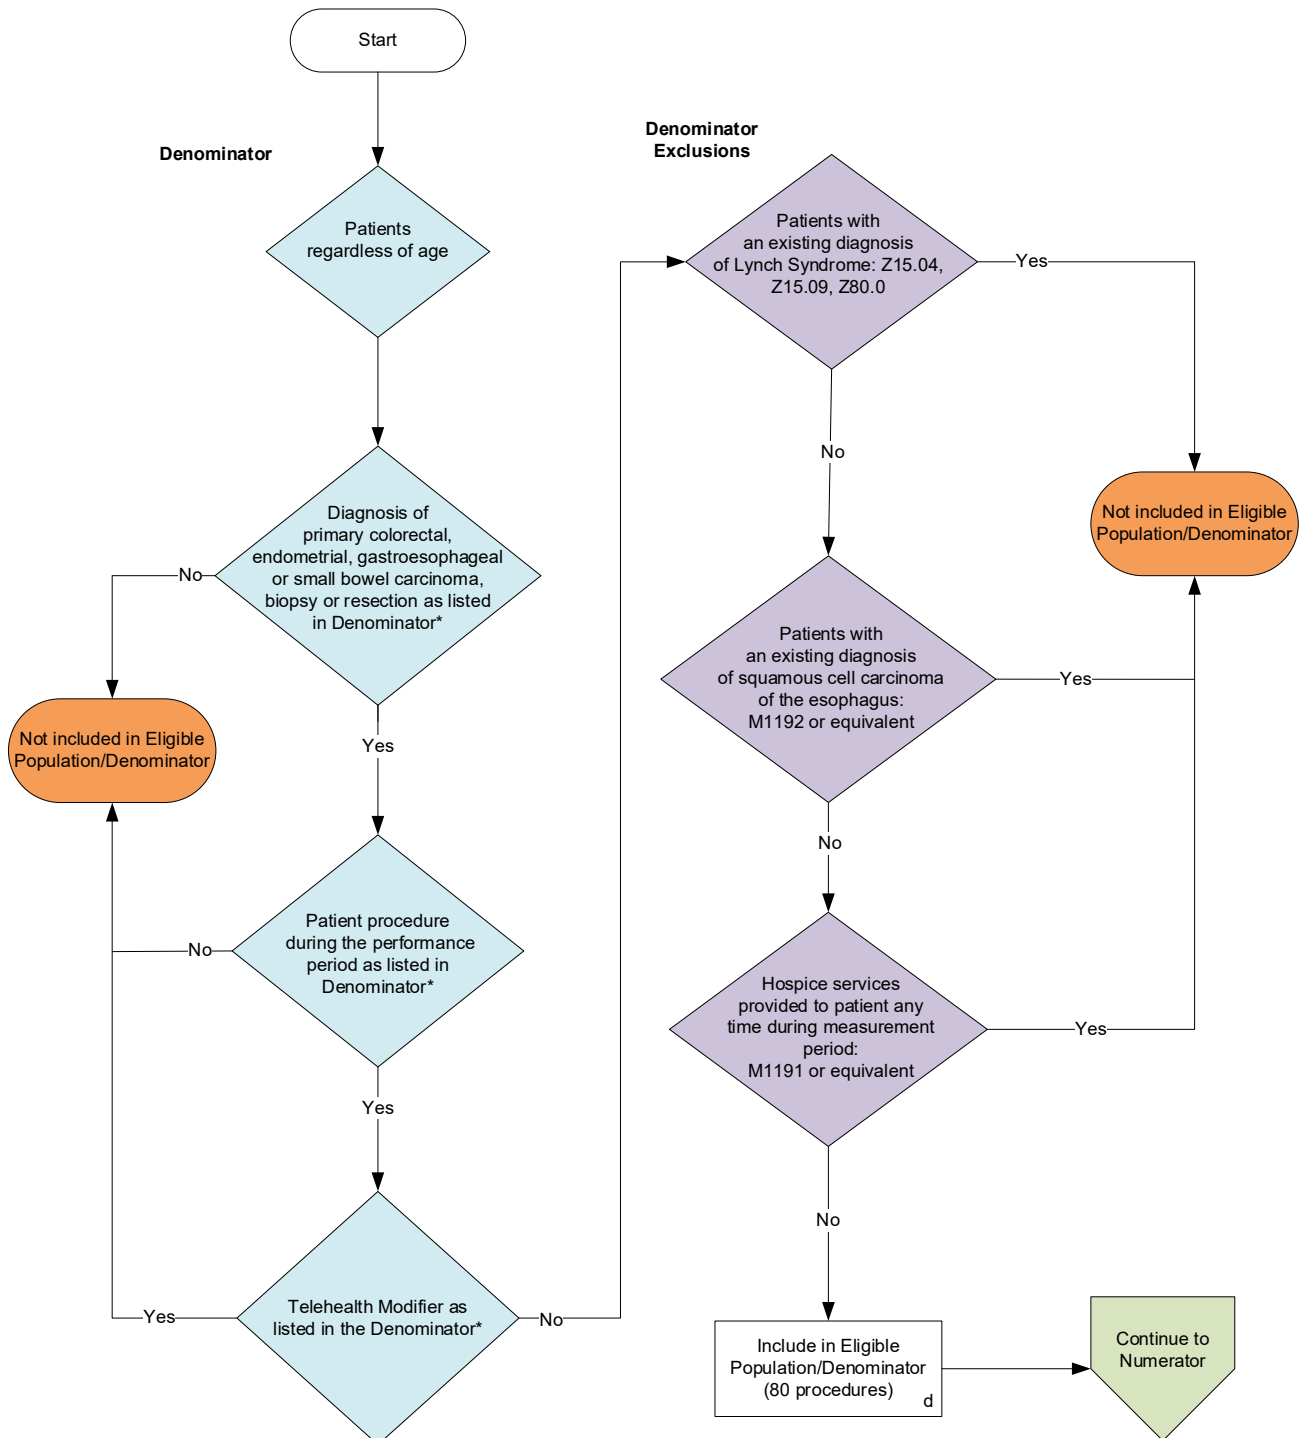 Start
Denominator
Patients
regardless of age
Diagnosis of
primary colorectal,
endometrial, gastroesophageal
or small bowel carcinoma,
biopsy or resection as listed
in Denominator*
No
Not included in Eligible
Population/Denominator
Yes
Patient procedure
during the performance
period as listed in
Denominator*
No
Yes
Telehealth Modifier as
listed in the Denominator*
Yes
No
Denominator
Exclusions
Patients with
an existing diagnosis
of Lynch Syndrome: Z15.04,
Z15.09, Z80.0
Yes
No
Not included in Eligible
Population/Denominator
Patients with
an existing diagnosis
of squamous cell carcinoma
of the esophagus:
M1192 or equivalent
Yes
No
Hospice services
provided to patient any
time during measurement
period:
M1191 or equivalent
Yes
No
Include in Eligible
Population/Denominator
(80 procedures)
d
Continue to
Numerator